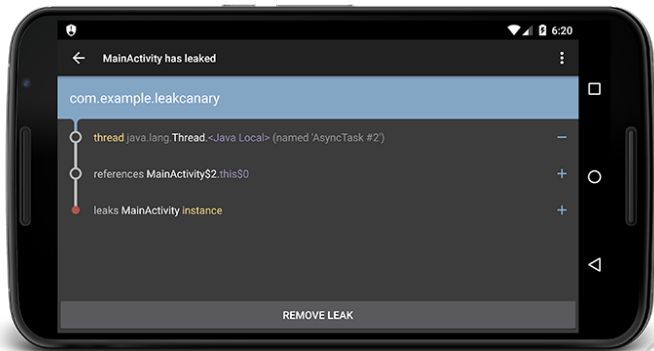 6:20
MainActivity has leaked
com.example.leakcanary
thread java.lang.Thread.<Java Local> (named 'AsyncTask #2')
references MainActivity$2.this$0
leaks MainActivity instance
REMOVE LEAK